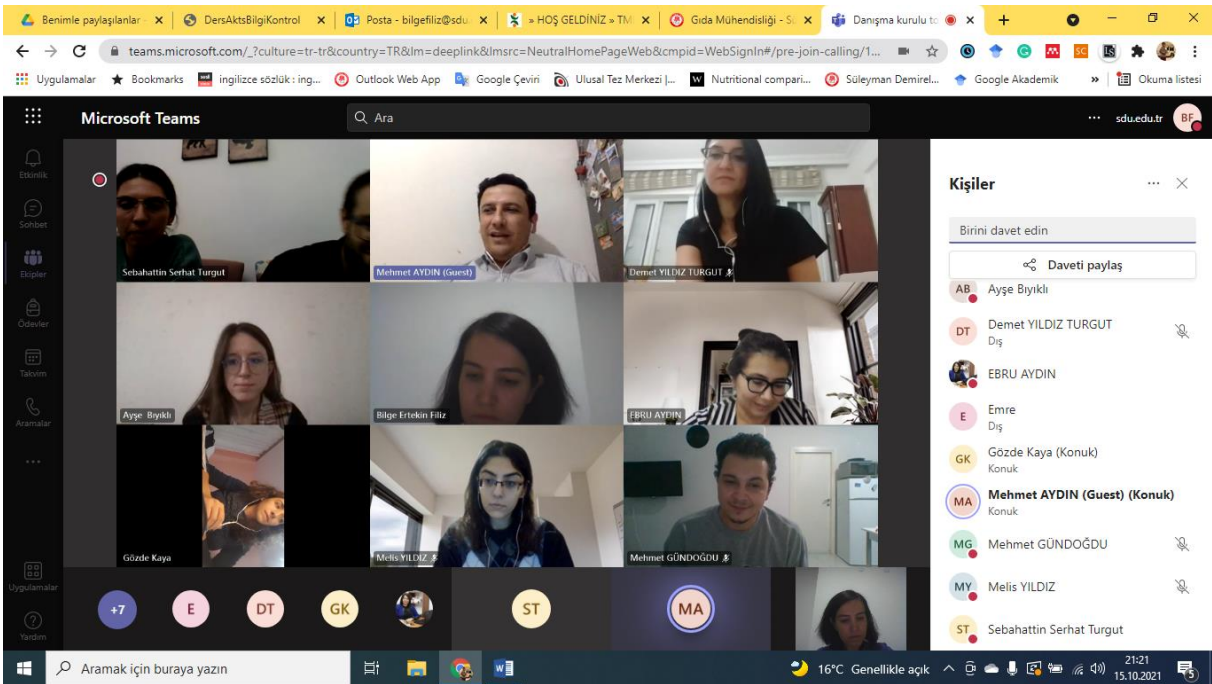 Benimle paylaşılanlar -
DersAktsBilgiKontrol
Posta - bilgefiliz@sdu.
» HOŞ GELDİNİZ » TM
Gıda Mühendisliği - S
Danışma kurulu to
teams.microsoft.com/_?culture=tr-tr&country=TR&lm=deeplink&lmsrc=NeutralHomePageWeb&cmpid=WebSignIn#/pre-join-calling/1...
Uygulamalar
Bookmarks
ingilizce sözlük : ing...
Outlook Web App
Google Çeviri
Ulusal Tez Merkezi |...
Nutritional compari...
Süleyman Demirel...
Google Akademik
»
Okuma listesi
Microsoft Teams
Ara
sdu.edu.tr
BF
Etkinlik
Sohbet
Ekipler
Ödevler
Takvim
Aramalar
Uygulamalar
Yardım
Sebahattin Serhat Turgut
Mehmet AYDIN (Guest)
Demet YILDIZ TURGUT
Ayşe Bıyıklı
Bilge Ertekin Filiz
EBRU AYDIN
Gözde Kaya
Melis YILDIZ
Mehmet GÜNDOĞDU
+7
E
DT
GK
ST
MA
Kişiler
Birini davet edin
Daveti paylaş
AB Ayşe Bıyıklı
DT Demet YILDIZ TURGUT
Dış
EBRU AYDIN
E Emre
Dış
GK Gözde Kaya (Konuk)
Konuk
MA Mehmet AYDIN (Guest) (Konuk)
Konuk
MG Mehmet GÜNDOĞDU
MY Melis YILDIZ
ST Sebahattin Serhat Turgut
Aramak için buraya yazın
16°C Genellikle açık
21:21
15.10.2021
5